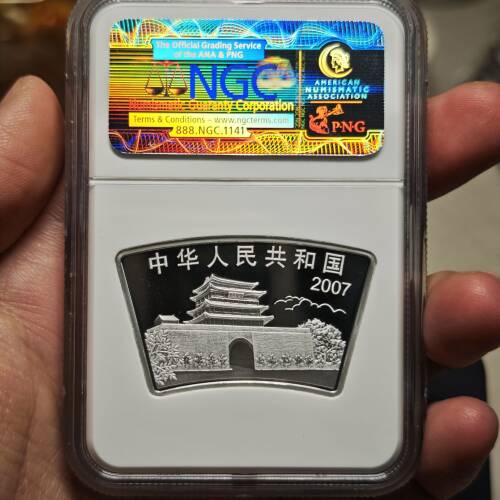 The Official Grading Service
of the ANA & PNG
NGC
Numismatic Guaranty Corporation
Terms & Conditions – www.ngcterms.com
888.NGC.1141
AMERICAN
NUMISMATIC
ASSOCIATION
P·N·G
中华人民共和国
2007